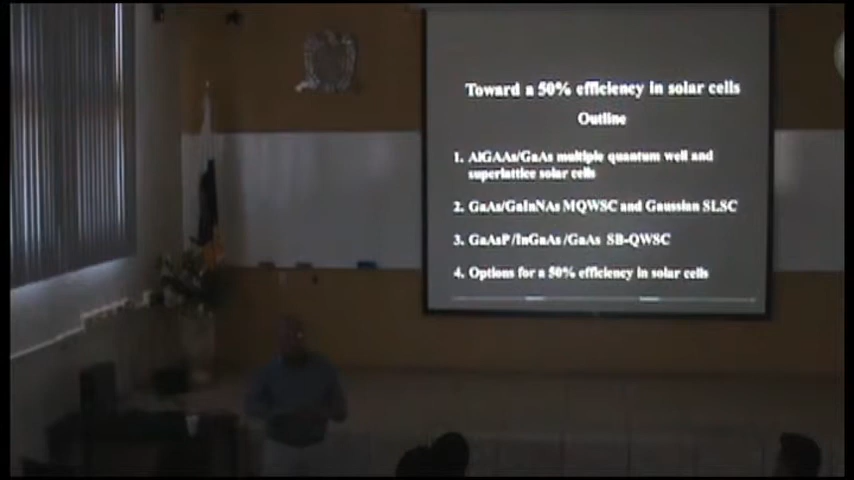 Toward a 50% efficiency in solar cells
Outline
1. AlGAAs/GaAs multiple quantum well and
superlattice solar cells
2. GaAs/GaInNAs MQWSC and Gaussian SLSC
3. GaAsP/InGaAs/GaAs SB-QWSC
4. Options for a 50% efficiency in solar cells